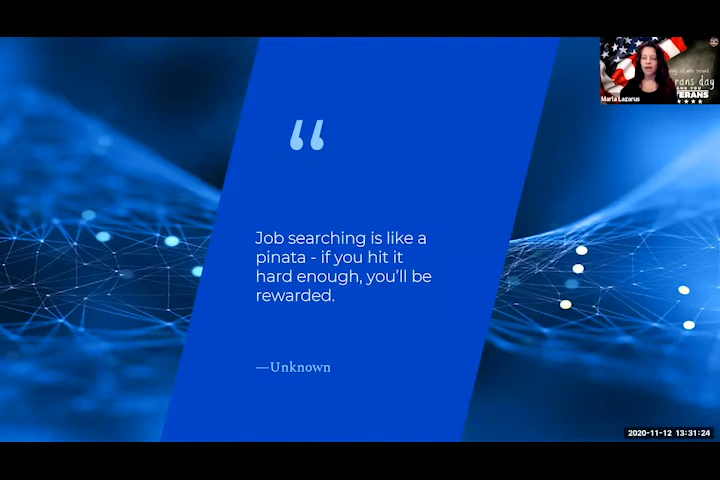 “
Job searching is like a
pinata - if you hit it
hard enough, you’ll be
rewarded.
—Unknown
Maria Lazarus
2020-11-12 13:31:24